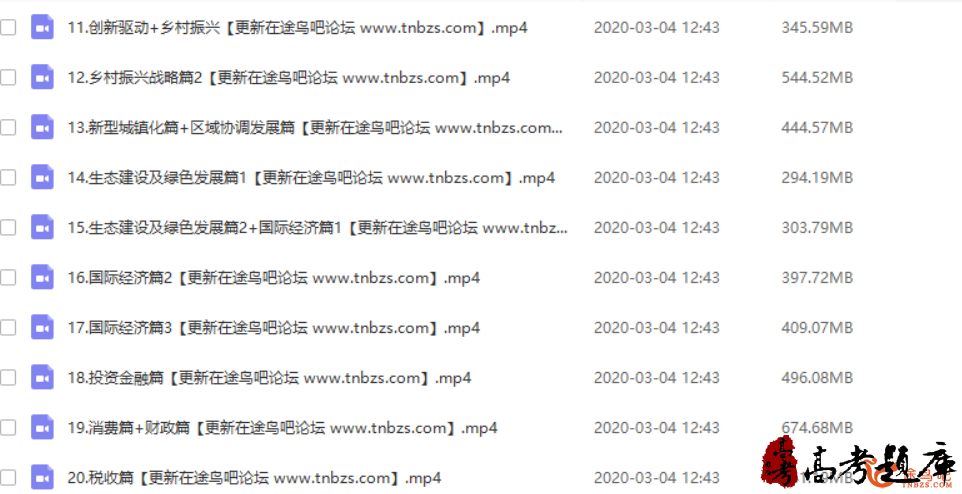 11.创新驱动+乡村振兴【更新在途鸟吧论坛 www.tnbzs.com】.mp4 2020-03-04 12:43 345.59MB
12.乡村振兴战略篇2【更新在途鸟吧论坛 www.tnbzs.com】.mp4 2020-03-04 12:43 544.52MB
13.新型城镇化篇+区域协调发展篇【更新在途鸟吧论坛 www.tnbzs.com... 2020-03-04 12:43 444.57MB
14.生态建设及绿色发展篇1【更新在途鸟吧论坛 www.tnbzs.com】.mp4 2020-03-04 12:43 294.19MB
15.生态建设及绿色发展篇2+国际经济篇1【更新在途鸟吧论坛 www.tnbz... 2020-03-04 12:43 303.79MB
16.国际经济篇2【更新在途鸟吧论坛 www.tnbzs.com】.mp4 2020-03-04 12:43 397.72MB
17.国际经济篇3【更新在途鸟吧论坛 www.tnbzs.com】.mp4 2020-03-04 12:43 409.07MB
18.投资金融篇【更新在途鸟吧论坛 www.tnbzs.com】.mp4 2020-03-04 12:43 496.08MB
19.消费篇+财政篇【更新在途鸟吧论坛 www.tnbzs.com】.mp4 2020-03-04 12:43 674.68MB
20.税收篇【更新在途鸟吧论坛 www.tnbzs.com】.mp4 2020-03-04 12:43
高考 高考题库
TNBZS.COM